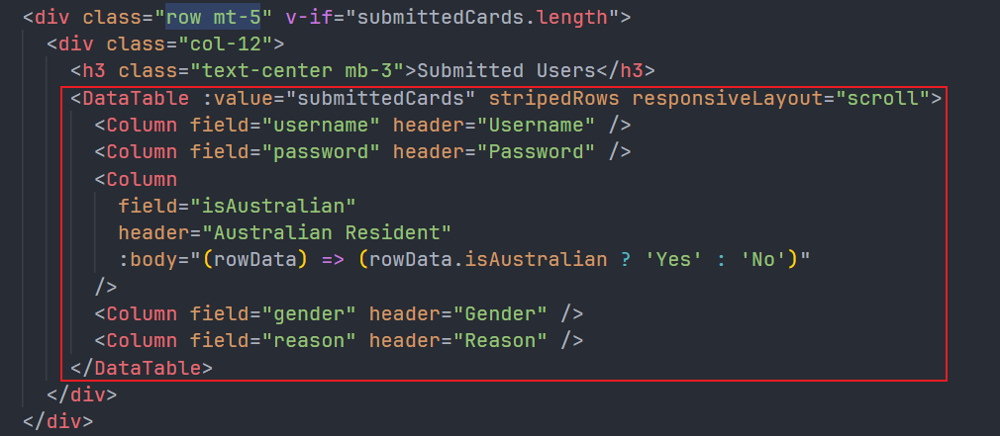 <div class="row mt-5" v-if="submittedCards.length">
<div class="col-12">
<h3 class="text-center mb-3">Submitted Users</h3>
<DataTable :value="submittedCards" stripedRows responsiveLayout="scroll">
<Column field="username" header="Username" />
<Column field="password" header="Password" />
<Column
field="isAustralian"
header="Australian Resident"
:body="(rowData) => (rowData.isAustralian ? 'Yes' : 'No')"
/>
<Column field="gender" header="Gender" />
<Column field="reason" header="Reason" />
</DataTable>
</div>
</div>